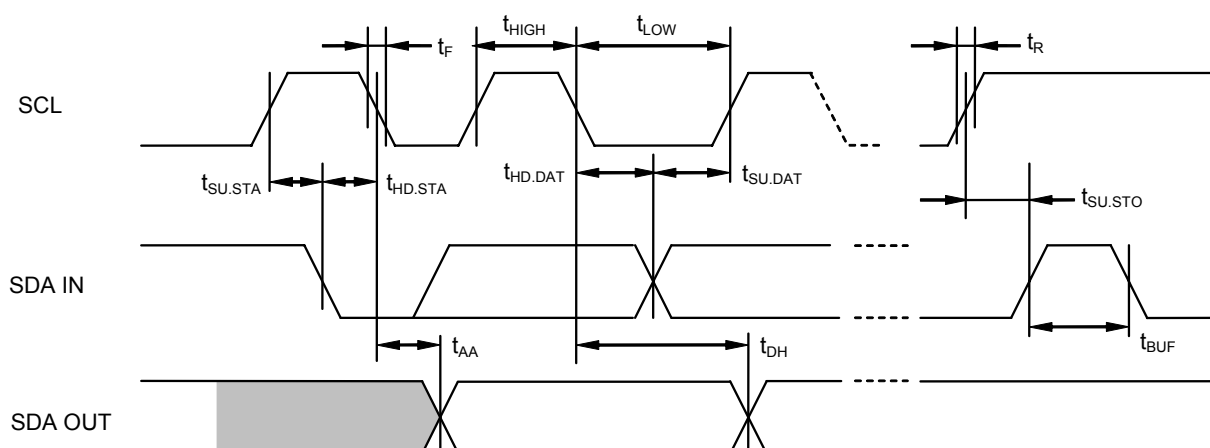 tHIGH tLOW
tF tR
SCL
tSU.STA tHD.STA tHD.DAT tSU.DAT
tSU.STO
SDA IN
tAA tDH tBUF
SDA OUT